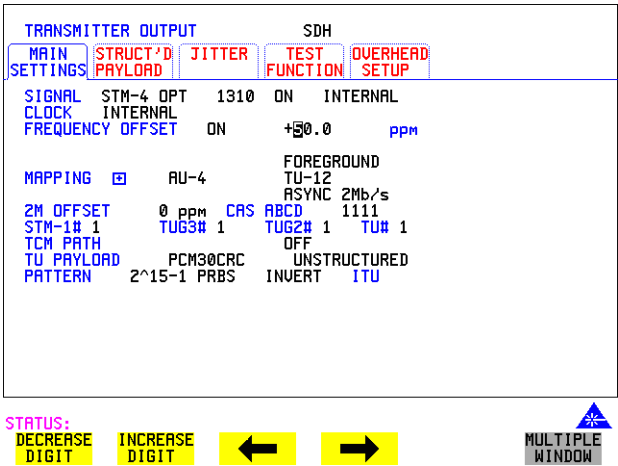 TRANSMITTER OUTPUT SDH
MAIN SETTINGS STRUCT'D PAYLOAD JITTER TEST FUNCTION OVERHEAD SETUP
SIGNAL STM-4 OPT 1310 ON INTERNAL
CLOCK INTERNAL
FREQUENCY OFFSET ON +50.0 ppm
FOREGROUND
MAPPING + AU-4 TU-12
ASYNC 2Mb/s
2M OFFSET 0 ppm CAS ABCD 1111
STM-1# 1 TUG3# 1 TUG2# 1 TU# 1
TCM PATH OFF
TU PAYLOAD PCM30CRC UNSTRUCTURED
PATTERN 2^15-1 PRBS INVERT ITU
STATUS:
DECREASE DIGIT INCREASE DIGIT MULTIPLE WINDOW